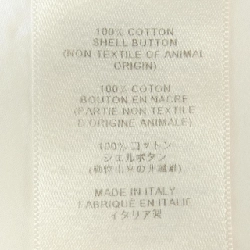 100% COTTON
SHELL BUTTON
(NON TEXTILE OF ANIMAL
ORIGIN)
100% COTON
BOUTON EN NACRE
(PARTIE NON TEXTILE
D'ORIGINE ANIMALE)
100% コットン
シェルボタン
MADE IN ITALY
FABRIQUÉ EN ITALIE
イタリア製